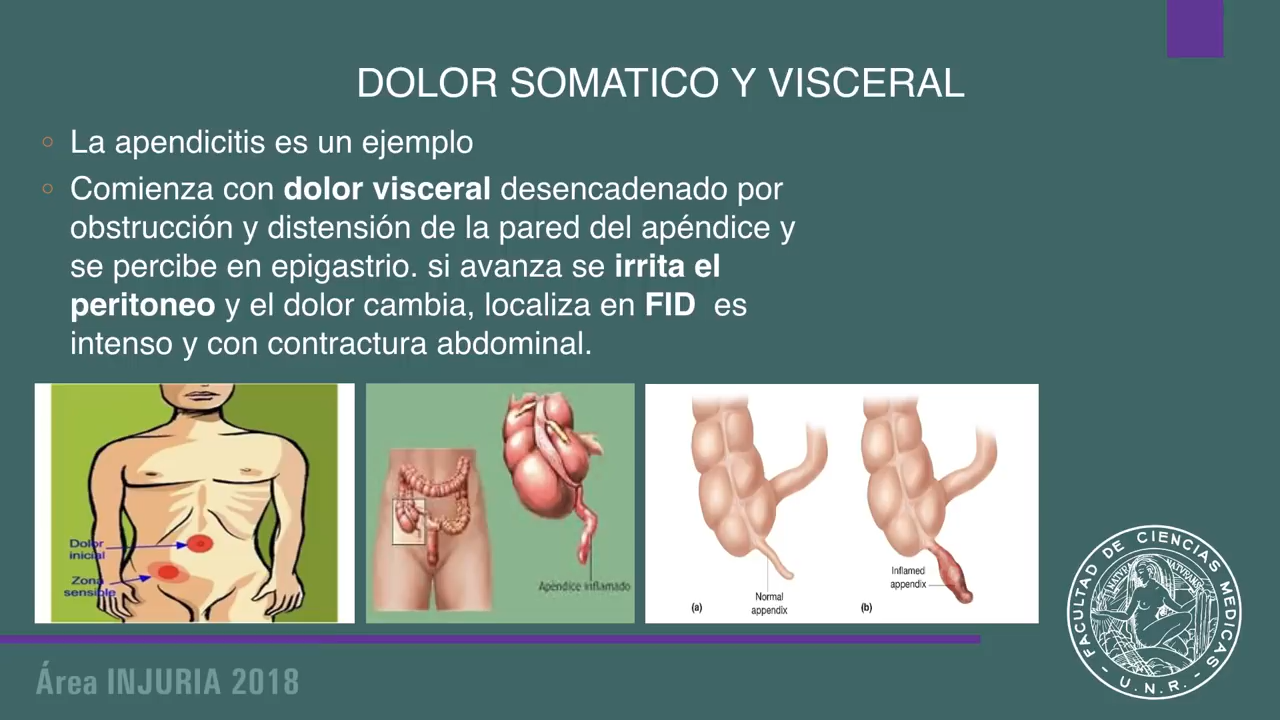 DOLOR SOMATICO Y VISCERAL
La apendicitis es un ejemplo
Comienza con dolor visceral desencadenado por
obstrucción y distensión de la pared del apéndice y
se percibe en epigastrio. si avanza se irrita el
peritoneo y el dolor cambia, localiza en FID es
intenso y con contractura abdominal.
Dolor
inicial
Zona
sensible
Apéndice inflamado
Normal
appendix
(a)
Inflamed
appendix
(b)
Área INJURIA 2018
FACULTAD DE CIENCIAS MEDICAS
- U.N.R. -